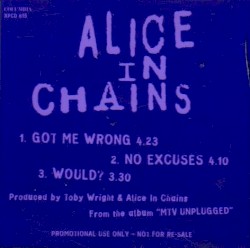 COLUMBIA
ALICE
IN
CHAINS
1. GOT ME WRONG 4.23
2. NO EXCUSES 4.10
3. WOULD? 3.30
Produced by Toby Wright & Alice In Chains
From the album "MTV UNPLUGGED"
PROMOTIONAL USE ONLY - NOT FOR RE-SALE